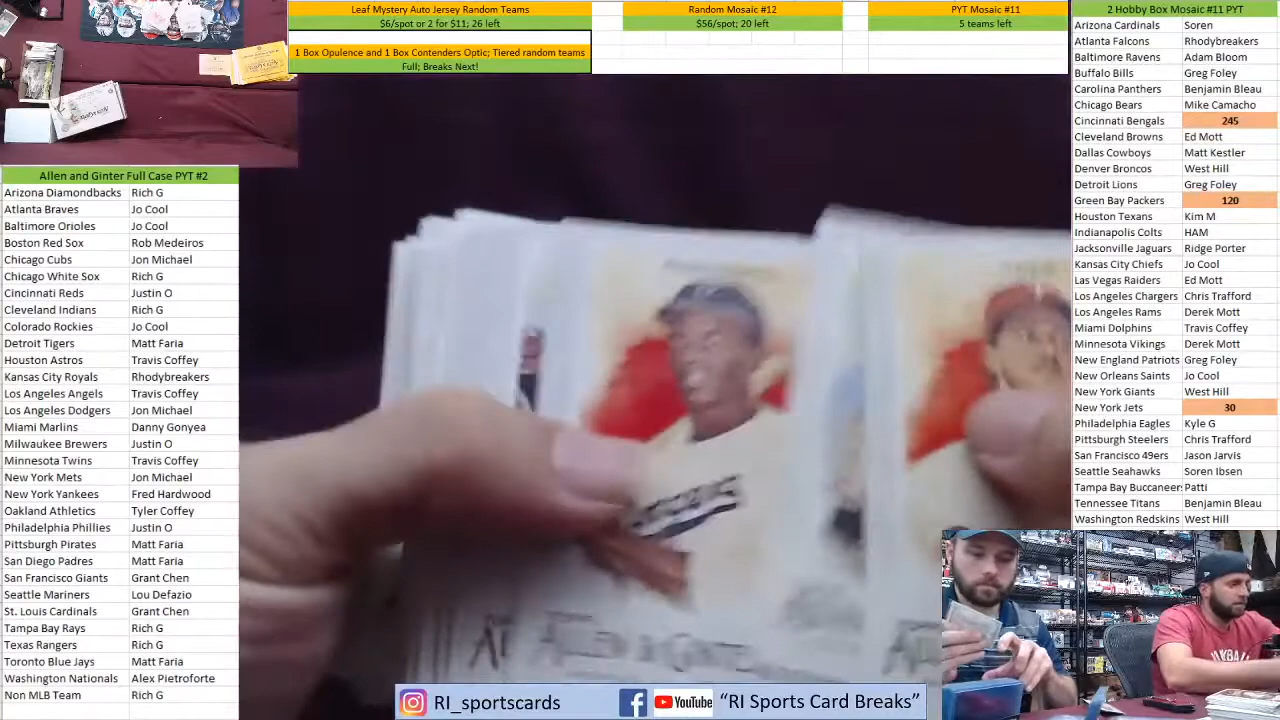 Leaf Mystery Auto Jersey Random Teams
$6/spot or 2 for $11; 26 left
1 Box Opulence and 1 Box Contenders Optic; Tiered random teams
Full; Breaks Next!
Random Mosaic #12
$56/spot; 20 left
PYT Mosaic #11
5 teams left
2 Hobby Box Mosaic #11 PYT
Arizona Cardinals Soren
Atlanta Falcons Rhodybreakers
Baltimore Ravens Adam Bloom
Buffalo Bills Greg Foley
Carolina Panthers Benjamin Bleau
Chicago Bears Mike Camacho
Cincinnati Bengals 245
Cleveland Browns Ed Mott
Dallas Cowboys Matt Kestler
Denver Broncos West Hill
Detroit Lions Greg Foley
Green Bay Packers 120
Houston Texans Kim M
Indianapolis Colts HAM
Jacksonville Jaguars Ridge Porter
Kansas City Chiefs Jo Cool
Las Vegas Raiders Ed Mott
Los Angeles Chargers Chris Trafford
Los Angeles Rams Derek Mott
Miami Dolphins Travis Coffey
Minnesota Vikings Derek Mott
New England Patriots Greg Foley
New Orleans Saints Jo Cool
New York Giants West Hill
New York Jets 30
Philadelphia Eagles Kyle G
Pittsburgh Steelers Chris Trafford
San Francisco 49ers Jason Jarvis
Seattle Seahawks Soren Ibsen
Tampa Bay Buccaneer Patti
Tennessee Titans Benjamin Bleau
Washington Redskins West Hill
Allen and Ginter Full Case PYT #2
Arizona Diamondbacks Rich G
Atlanta Braves Jo Cool
Baltimore Orioles Jo Cool
Boston Red Sox Rob Medeiros
Chicago Cubs Jon Michael
Chicago White Sox Rich G
Cincinnati Reds Justin O
Cleveland Indians Rich G
Colorado Rockies Jo Cool
Detroit Tigers Matt Faria
Houston Astros Travis Coffey
Kansas City Royals Rhodybreakers
Los Angeles Angels Travis Coffey
Los Angeles Dodgers Jon Michael
Miami Marlins Danny Gonyea
Milwaukee Brewers Justin O
Minnesota Twins Travis Coffey
New York Mets Jon Michael
New York Yankees Fred Hardwood
Oakland Athletics Tyler Coffey
Philadelphia Phillies Justin O
Pittsburgh Pirates Matt Faria
San Diego Padres Matt Faria
San Francisco Giants Grant Chen
Seattle Mariners Lou Defazio
St. Louis Cardinals Grant Chen
Tampa Bay Rays Rich G
Texas Rangers Rich G
Toronto Blue Jays Matt Faria
Washington Nationals Alex Pietroforte
Non MLB Team Rich G
RI_sportscards YouTube "RI Sports Card Breaks"